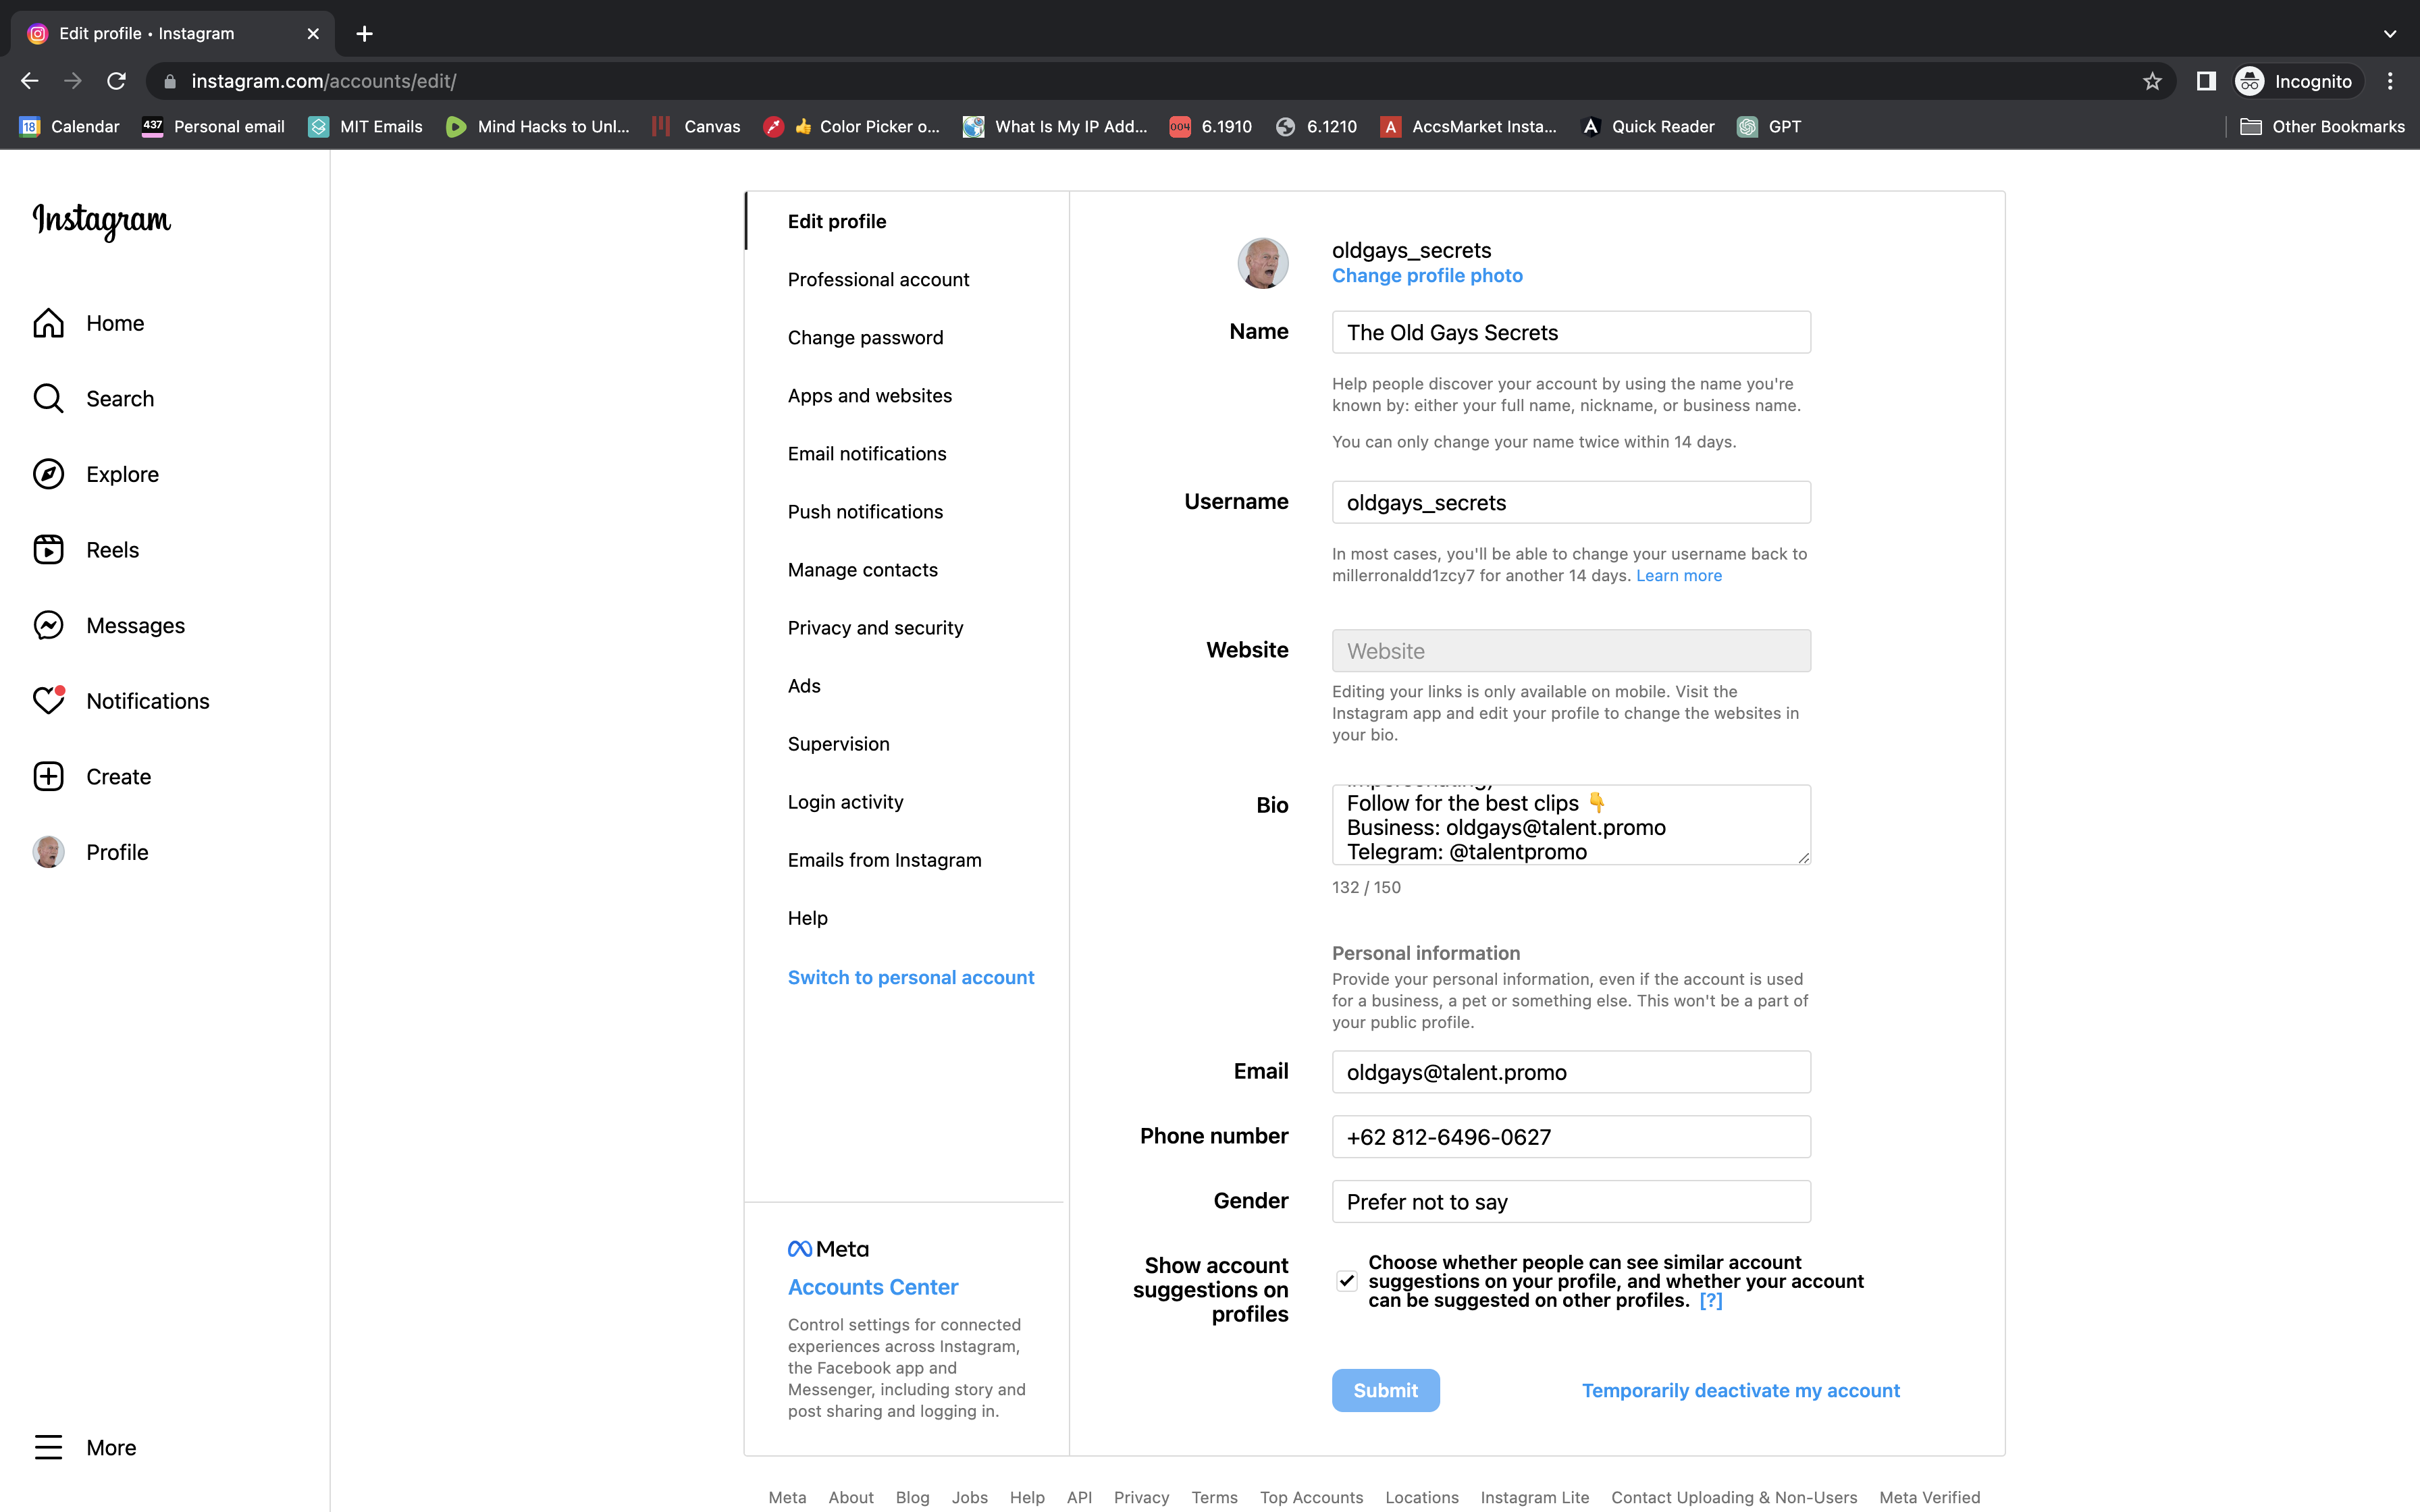 Edit profile • Instagram
instagram.com/accounts/edit/
Incognito
Calendar
437
Personal email
MIT Emails
Mind Hacks to Unl...
Canvas
👍 Color Picker o...
What Is My IP Add...
004
6.1910
6.1210
A
AccsMarket Insta...
Quick Reader
GPT
Other Bookmarks
18
Instagram
Home
Search
Explore
Reels
Messages
Notifications
Create
Profile
More
Edit profile
Professional account
Change password
Apps and websites
Email notifications
Push notifications
Manage contacts
Privacy and security
Ads
Supervision
Login activity
Emails from Instagram
Help
Switch to personal account
Meta
Accounts Center
Control settings for connected
experiences across Instagram,
the Facebook app and
Messenger, including story and
post sharing and logging in.
oldgays_secrets
Change profile photo
Name
The Old Gays Secrets
Help people discover your account by using the name you're
known by: either your full name, nickname, or business name.
You can only change your name twice within 14 days.
Username
oldgays_secrets
In most cases, you'll be able to change your username back to
millerronaldd1zcy7 for another 14 days. Learn more
Website
Website
Editing your links is only available on mobile. Visit the
Instagram app and edit your profile to change the websites in
your bio.
Bio
Follow for the best clips 👇
Business: oldgays@talent.promo
Telegram: @talentpromo
132 / 150
Personal information
Provide your personal information, even if the account is used
for a business, a pet or something else. This won't be a part of
your public profile.
Email
oldgays@talent.promo
Phone number
+62 812-6496-0627
Gender
Prefer not to say
Show account
suggestions on
profiles
Choose whether people can see similar account
suggestions on your profile, and whether your account
can be suggested on other profiles. [?]
Submit
Temporarily deactivate my account
Meta About Blog Jobs Help API Privacy Terms Top Accounts Locations Instagram Lite Contact Uploading & Non-Users Meta Verified